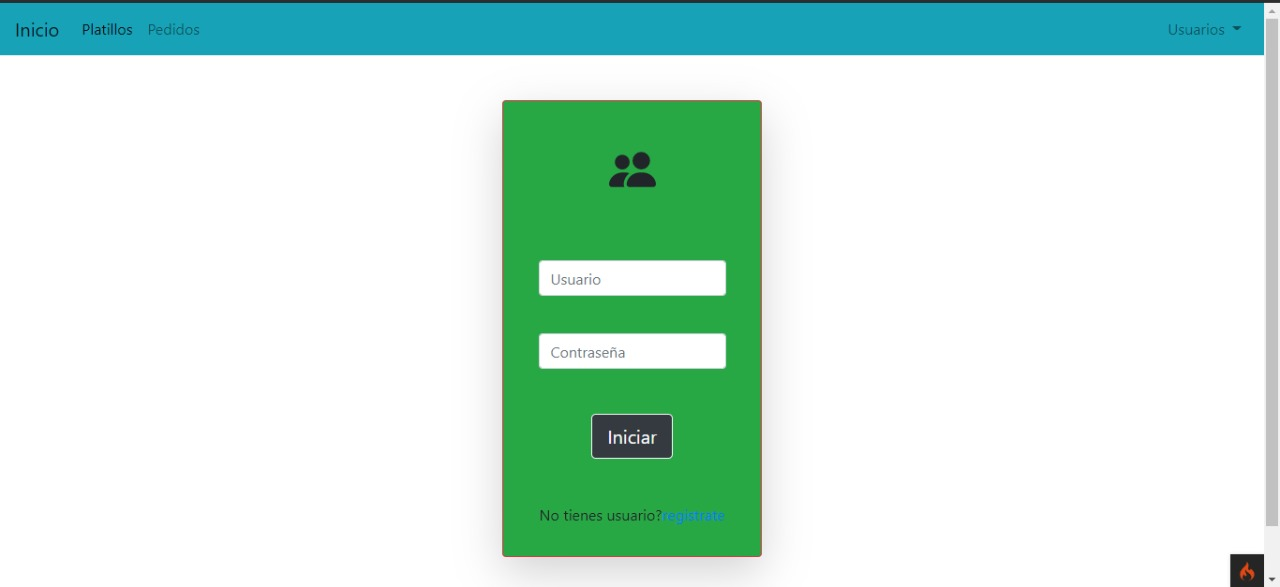 Inicio Platillos Pedidos Usuarios
Usuario
Contraseña
Iniciar
No tienes usuario?registrate